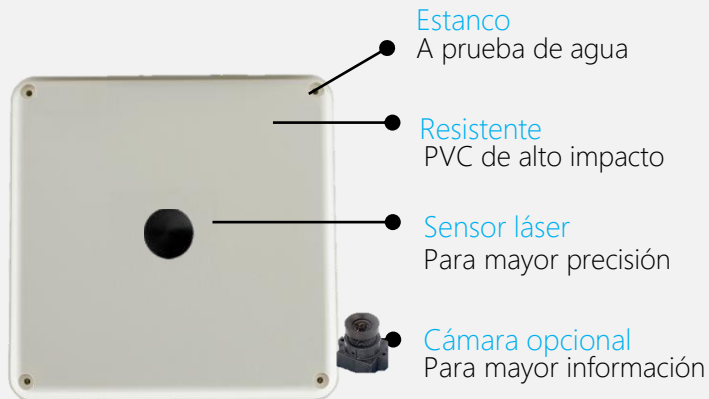 Estanco
A prueba de agua
Resistente
PVC de alto impacto
Sensor láser
Para mayor precisión
Cámara opcional
Para mayor información